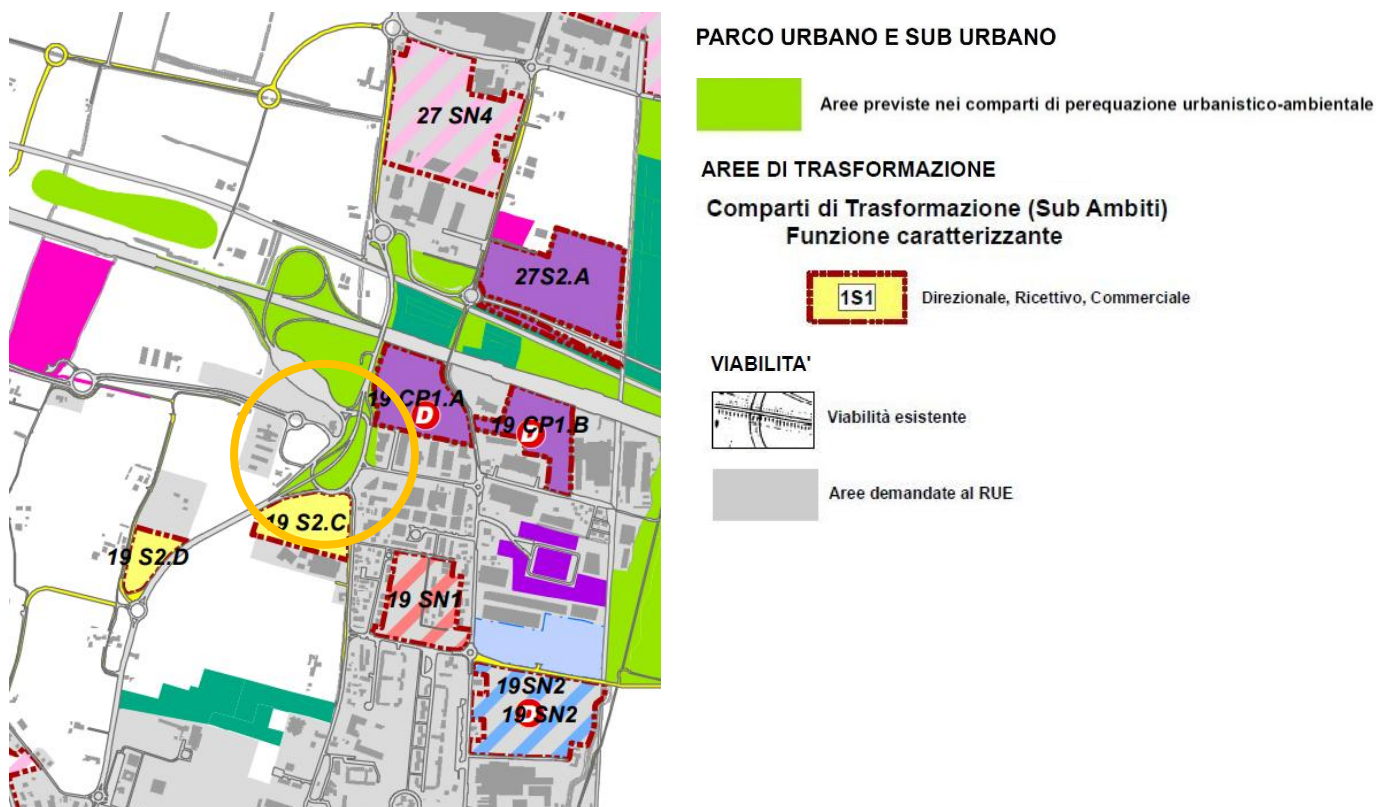 27 SN4
27S2.A
19 CP1.A
D
19 CP1.B
D
19 S2.C
19 S2.D
19 SN1
19SN2
19 SN2
D
PARCO URBANO E SUB URBANO
Aree previste nei comparti di perequazione urbanistico-ambientale
AREE DI TRASFORMAZIONE
Comparti di Trasformazione (Sub Ambiti)
Funzione caratterizzante
1S1
Direzionale, Ricettivo, Commerciale
VIABILITA'
Viabilità esistente
Aree demandate al RUE